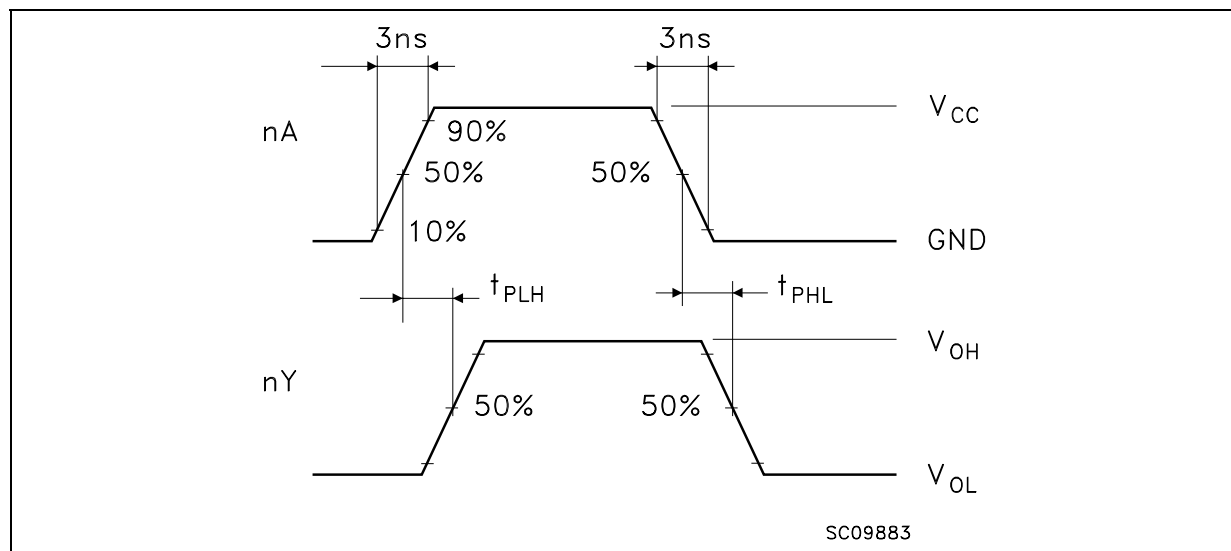 3ns 3ns
V_CC
nA
90%
50% 50%
10%
GND
t_PLH t_PHL
V_OH
nY
50% 50%
V_OL
SC09883